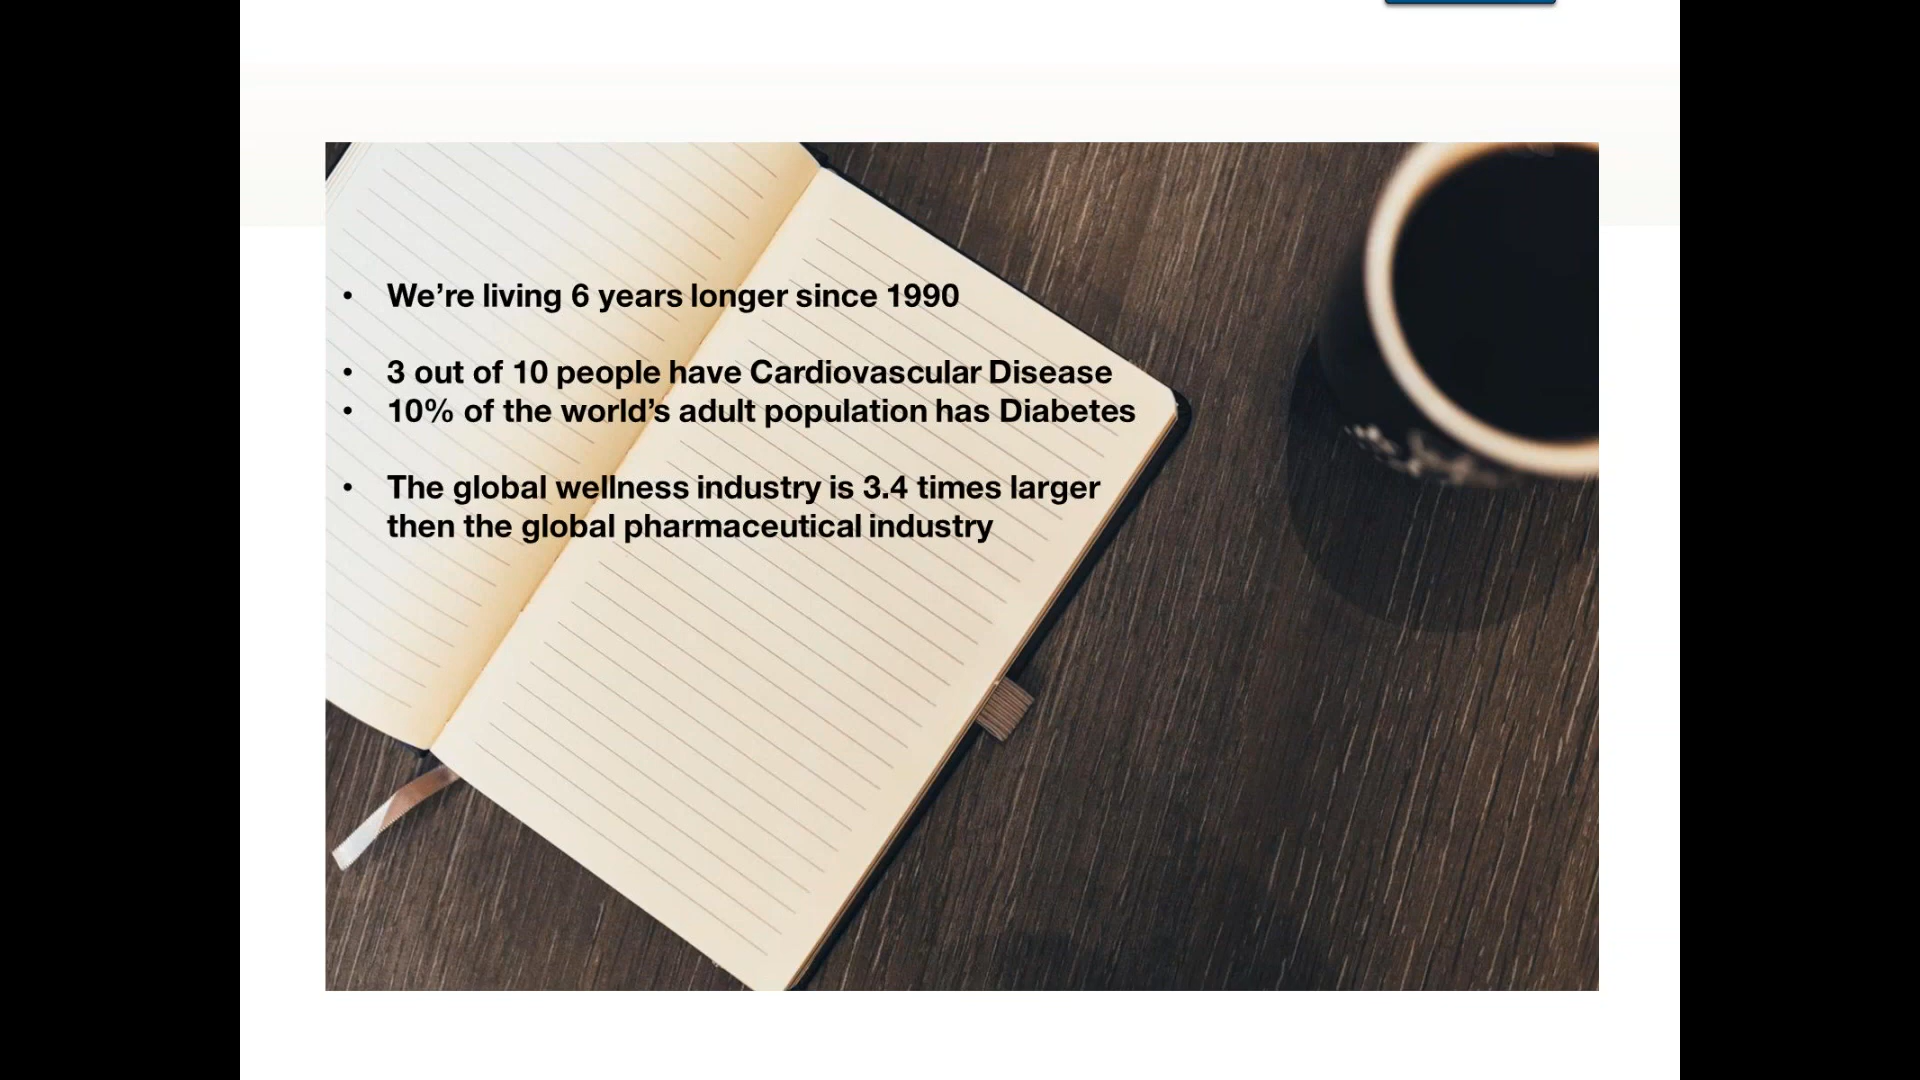 • We’re living 6 years longer since 1990
• 3 out of 10 people have Cardiovascular Disease
• 10% of the world’s adult population has Diabetes
• The global wellness industry is 3.4 times larger
then the global pharmaceutical industry